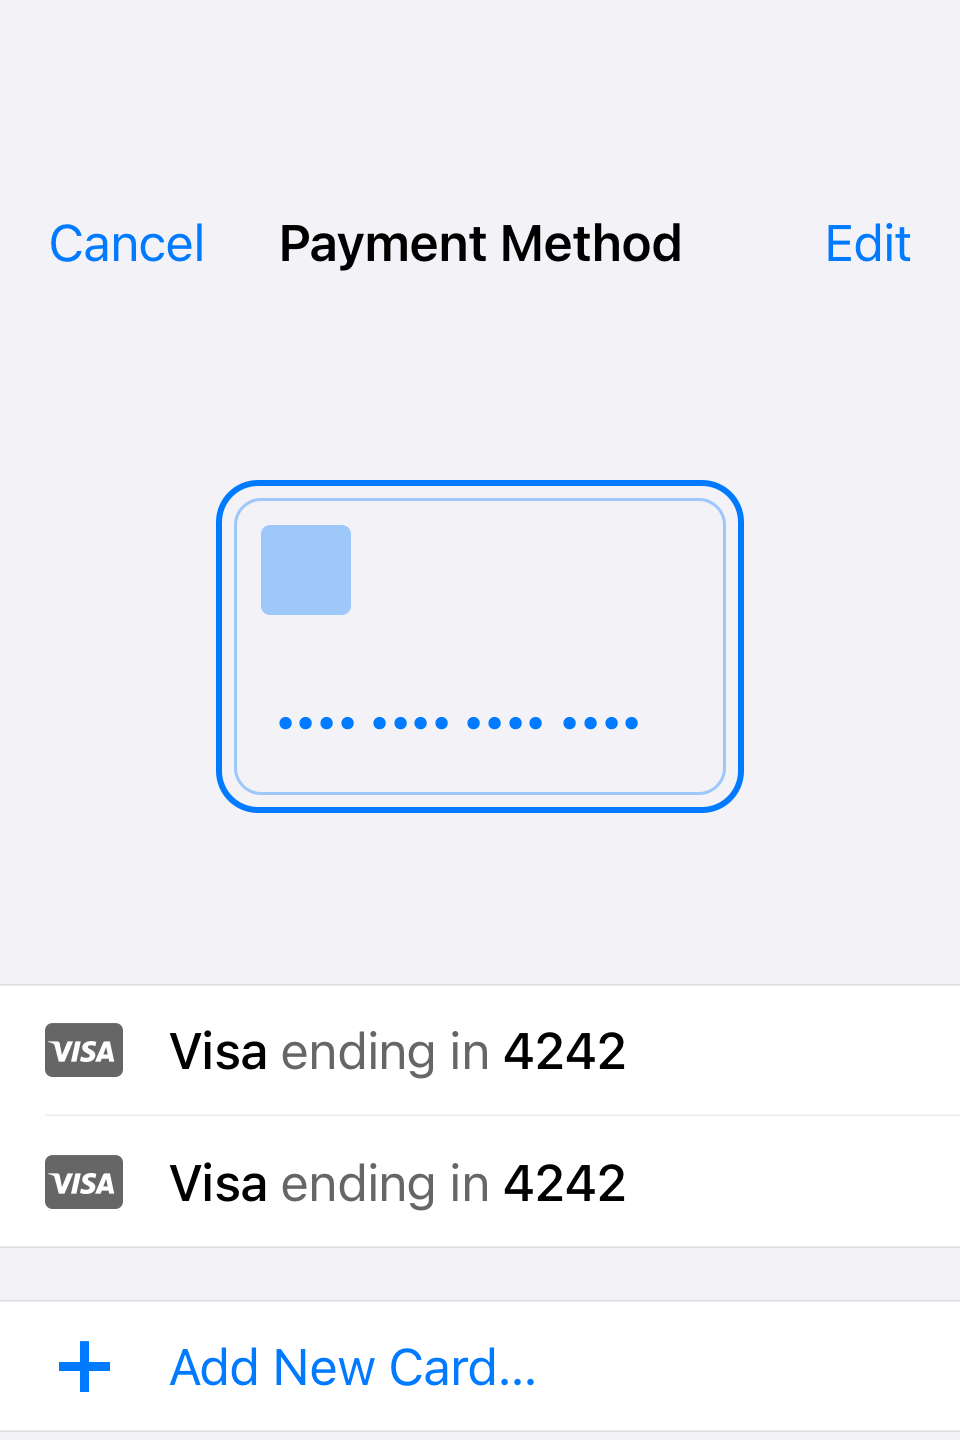 Cancel Payment Method Edit
•••• •••• •••• ••••
VISA Visa ending in 4242
VISA Visa ending in 4242
+ Add New Card...